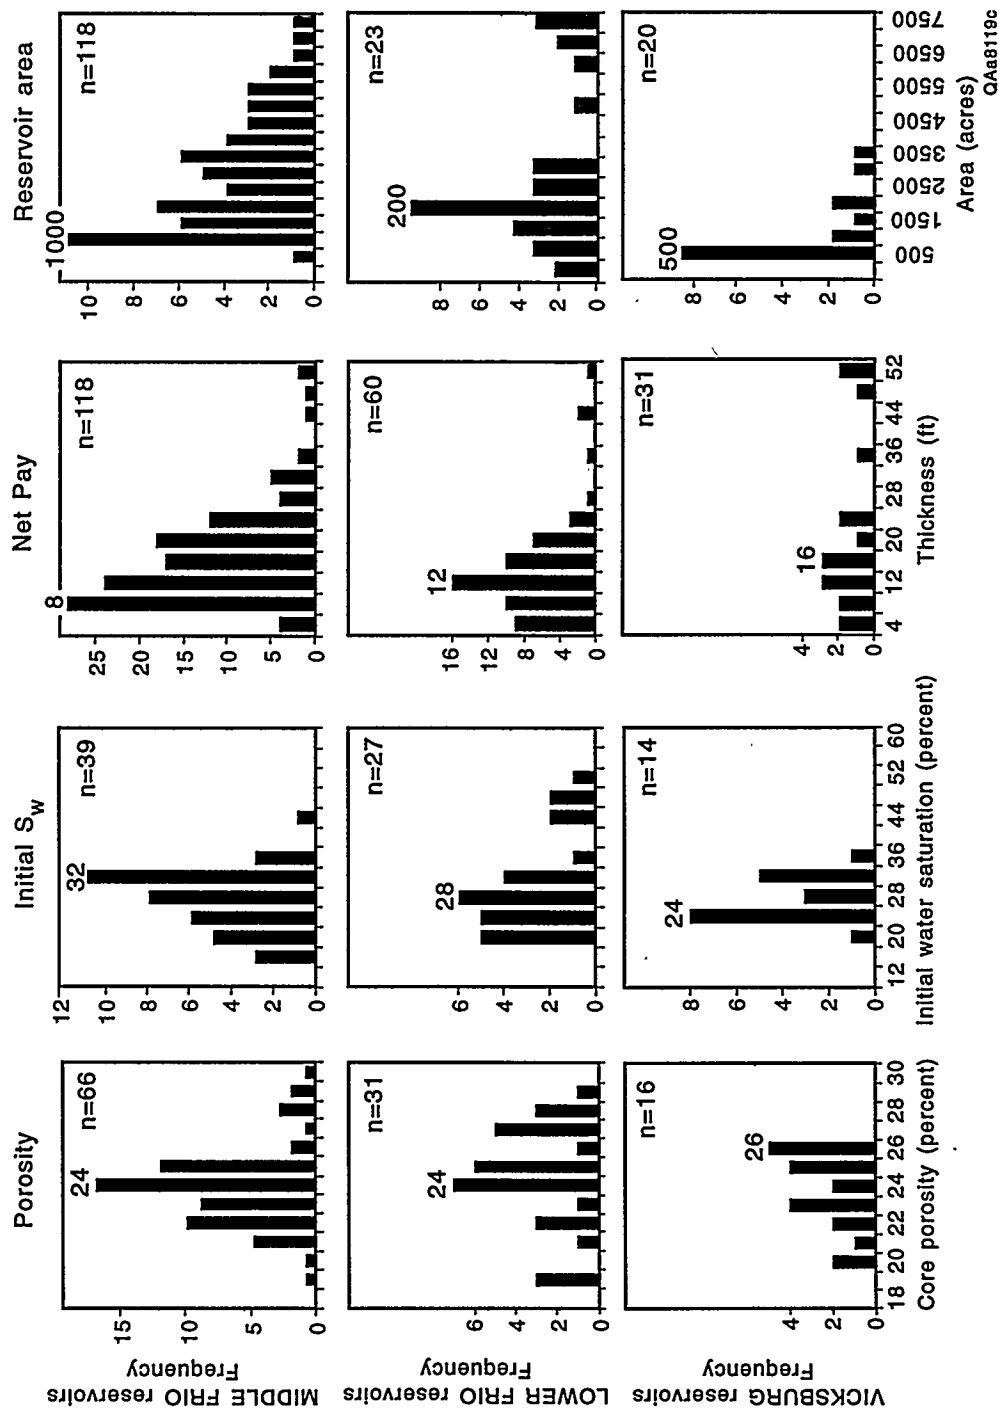 Porosity
Initial Sw
Net Pay
Reservoir area
MIDDLE FRIO reservoirs
Frequency
15
10
5
0
24
n=66
12
10
8
6
4
2
0
32
n=39
25
20
15
10
5
0
8
n=118
10
8
6
4
2
0
1000
n=118
LOWER FRIO reservoirs
Frequency
6
4
2
0
24
n=31
6
4
2
0
28
n=27
16
12
8
4
0
12
n=60
8
6
4
2
0
200
n=23
VICKSBURG reservoirs
Frequency
4
2
0
26
n=16
18 20 22 24 26 28 30
Core porosity (percent)
8
6
4
2
0
24
n=14
12 20 28 36 44 52 60
Initial water saturation (percent)
4
2
0
16
n=31
4 12 20 28 36 44 52
Thickness (ft)
8
6
4
2
0
500
n=20
500 1500 2500 3500 4500 5500 6500 7500
Area (acres)
QAa8119c